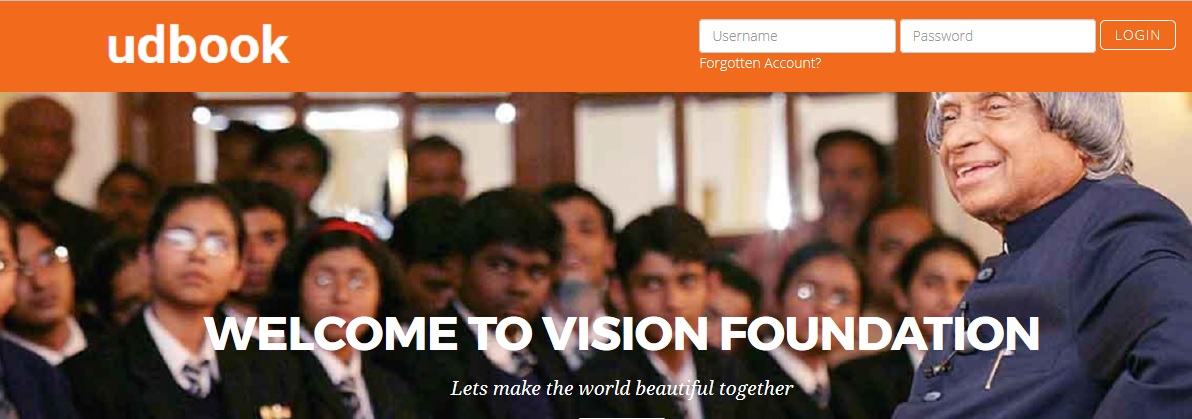 udbook
Username
Password
LOGIN
Forgotten Account?
WELCOME TO VISION FOUNDATION
Lets make the world beautiful together